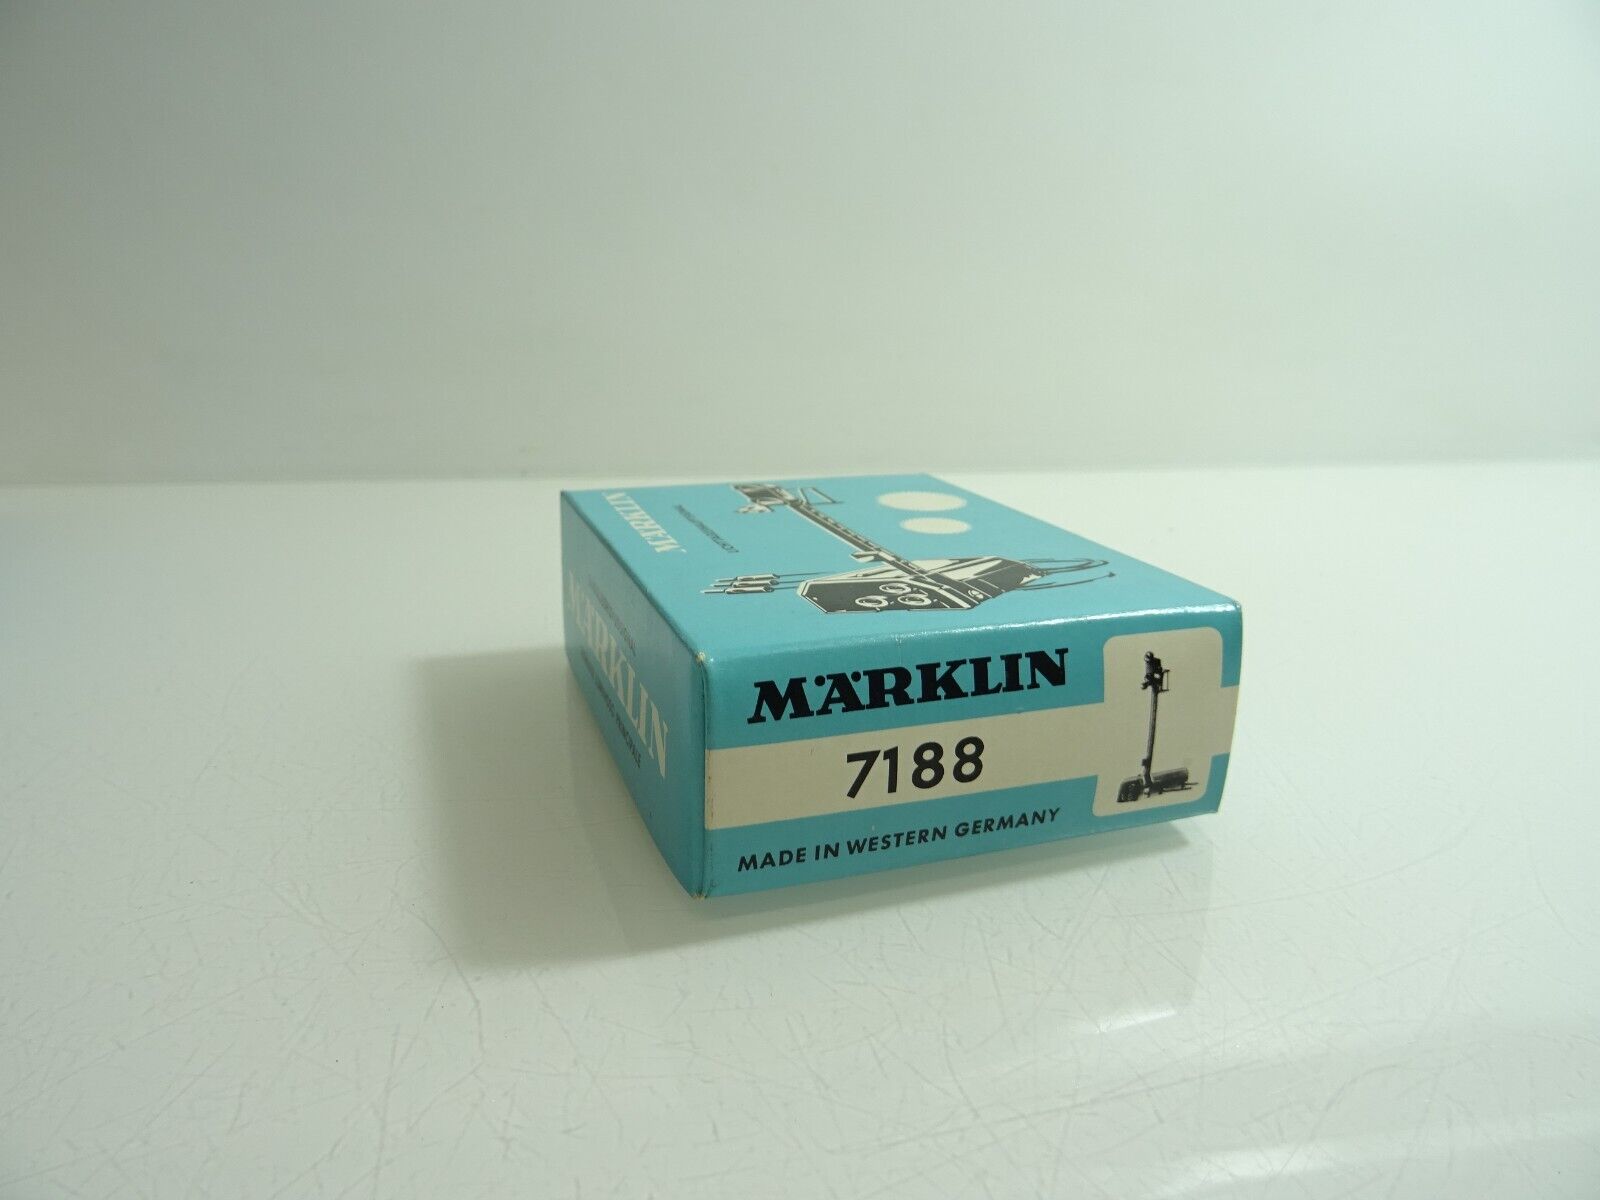 MÄRKLIN
MÄRKLIN
MÄRKLIN
7188
MADE IN WESTERN GERMANY